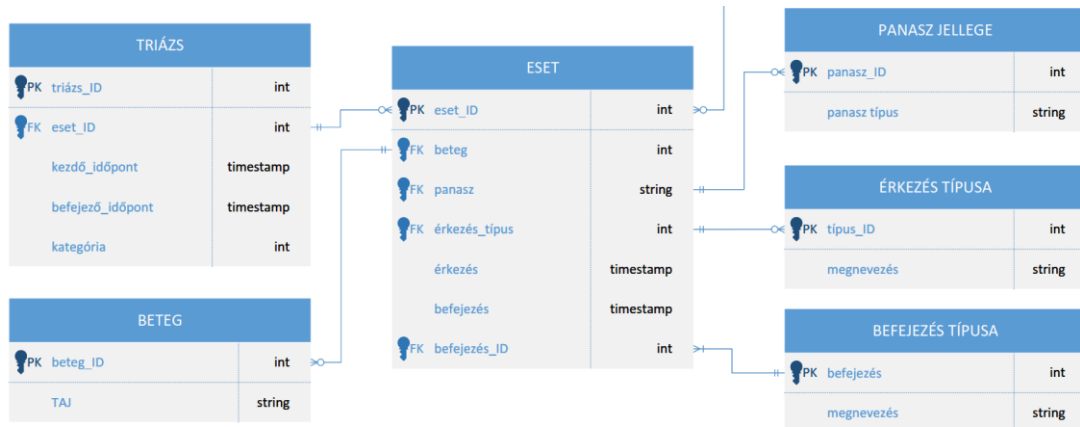 TRIÁZS
PK triázs_ID int
FK eset_ID int
kezdő_időpont timestamp
befejező_időpont timestamp
kategória int
BETEG
PK beteg_ID int
TAJ string
ESET
PK eset_ID int
FK beteg int
FK panasz string
FK érkezés_típus int
érkezés timestamp
befejezés timestamp
FK befejezés_ID int
PANASZ JELLEGE
PK panasz_ID int
panasz típus string
ÉRKEZÉS TÍPUSA
PK típus_ID int
megnevezés string
BEFEJEZÉS TÍPUSA
PK befejezés int
megnevezés string